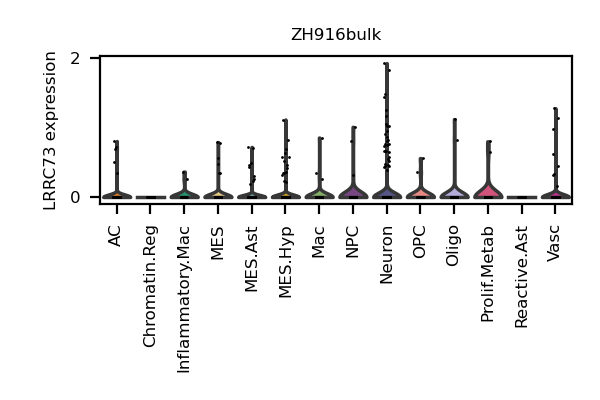 ZH916bulk
LRRC73 expression
2
0
AC
Chromatin.Reg
Inflammatory.Mac
MES
MES.Ast
MES.Hyp
Mac
NPC
Neuron
OPC
Oligo
Prolif.Metab
Reactive.Ast
Vasc